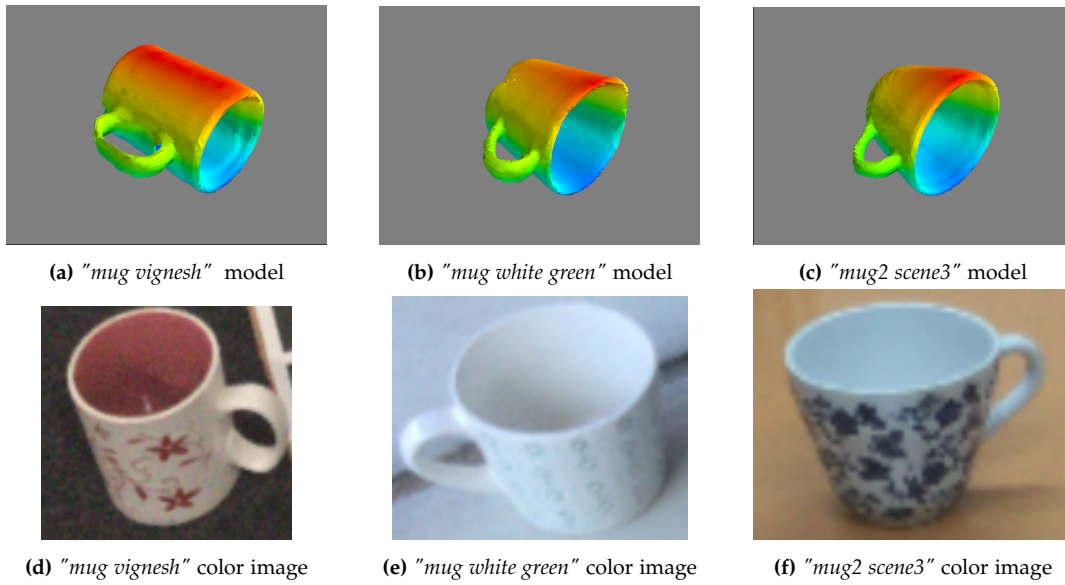 (a) "mug vignesh" model
(b) "mug white green" model
(c) "mug2 scene3" model
(d) "mug vignesh" color image
(e) "mug white green" color image
(f) "mug2 scene3" color image